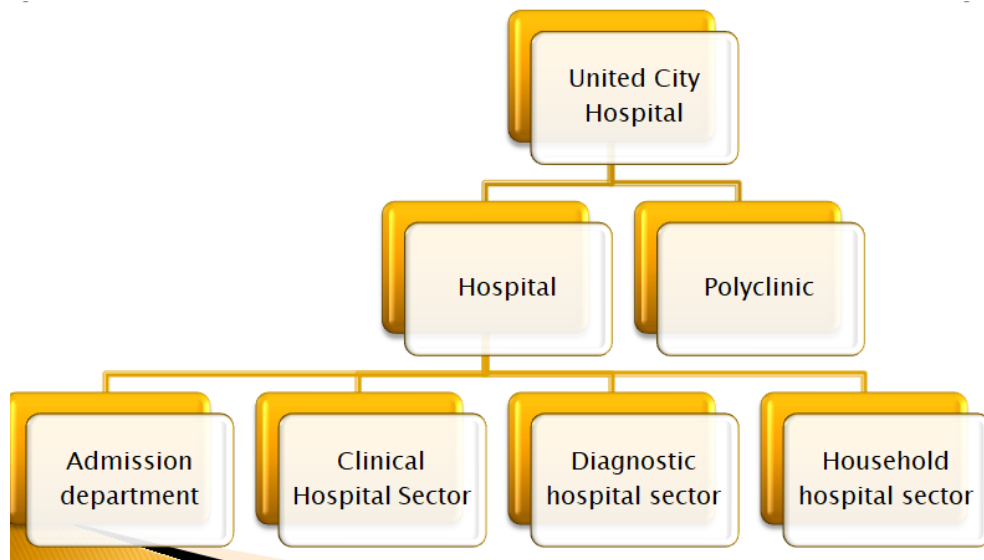 United City
Hospital
Hospital
Polyclinic
Admission
department
Clinical
Hospital Sector
Diagnostic
hospital sector
Household
hospital sector